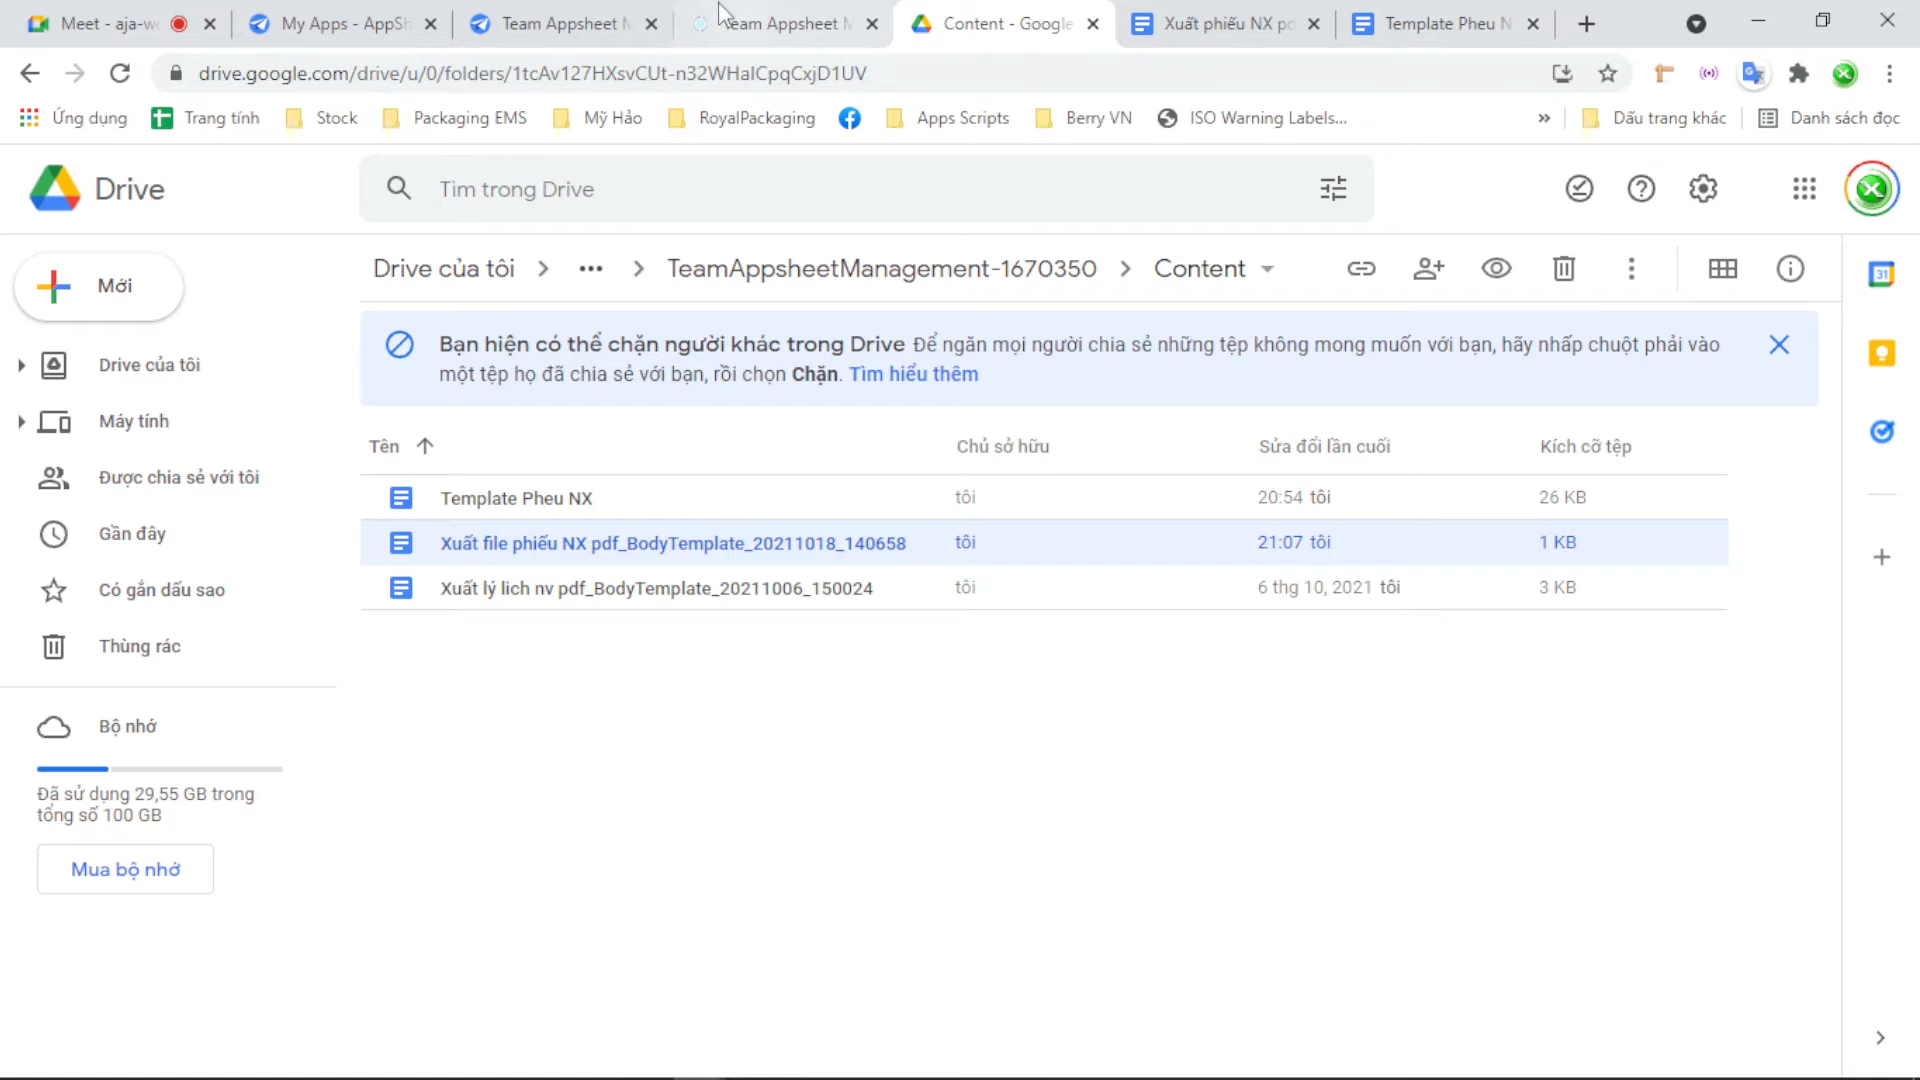 Meet - aja-w
My Apps - AppSh
Team Appsheet M
Team Appsheet M
Content - Google
Xuất phiếu NX pd
Template Pheu N
drive.google.com/drive/u/0/folders/1tcAv127HXsvCUt-n32WHaICpqCxjD1UV
Ứng dụng
Trang tính
Stock
Packaging EMS
Mỹ Hảo
RoyalPackaging
Apps Scripts
Berry VN
ISO Warning Labels...
»
Dấu trang khác
Danh sách đọc
Drive
Tìm trong Drive
Mới
Drive của tôi
Máy tính
Được chia sẻ với tôi
Gần đây
Có gắn dấu sao
Thùng rác
Bộ nhớ
Đã sử dụng 29,55 GB trong
tổng số 100 GB
Mua bộ nhớ
Drive của tôi > ••• > TeamAppsheetManagement-1670350 > Content
Bạn hiện có thể chặn người khác trong Drive Để ngăn mọi người chia sẻ những tệp không mong muốn với bạn, hãy nhấp chuột phải vào
một tệp họ đã chia sẻ với bạn, rồi chọn Chặn. Tìm hiểu thêm
Tên Chủ sở hữu Sửa đổi lần cuối Kích cỡ tệp
Template Pheu NX tôi 20:54 tôi 26 KB
Xuất file phiếu NX pdf_BodyTemplate_20211018_140658 tôi 21:07 tôi 1 KB
Xuất lý lich nv pdf_BodyTemplate_20211006_150024 tôi 6 thg 10, 2021 tôi 3 KB
31